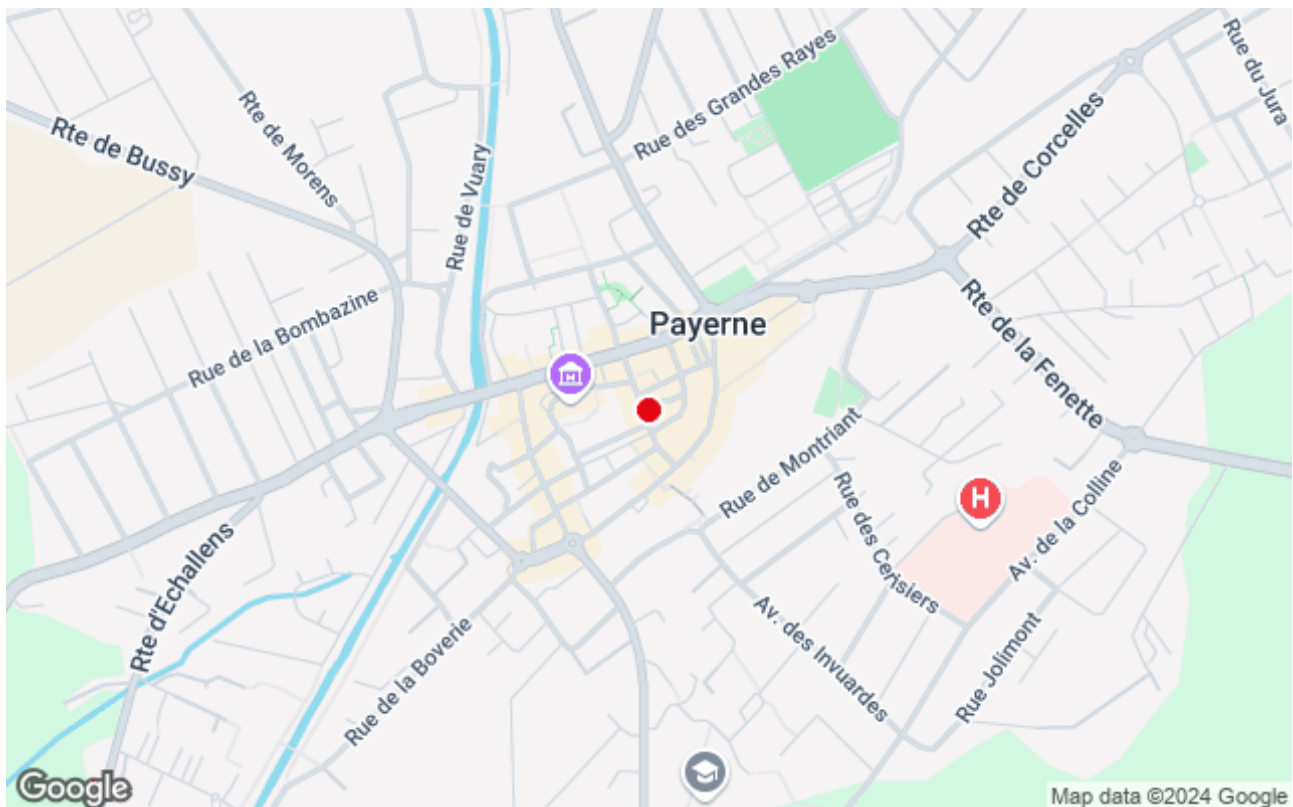 Rue des Grandes Rayes
Rue du Jura
Rte de Morens
Rte de Bussy
Rte de Corcelles
Rue de Vuary
Rue de la Bombazine
Payerne
Rte de la Fenette
Rue de Montriant
Rue des Cerisiers
H
Av. de la Colline
Rte d'Echallens
Av. des Invuardes
Rue Jolimont
Rue de la Boverie
Google
Map data ©2024 Google